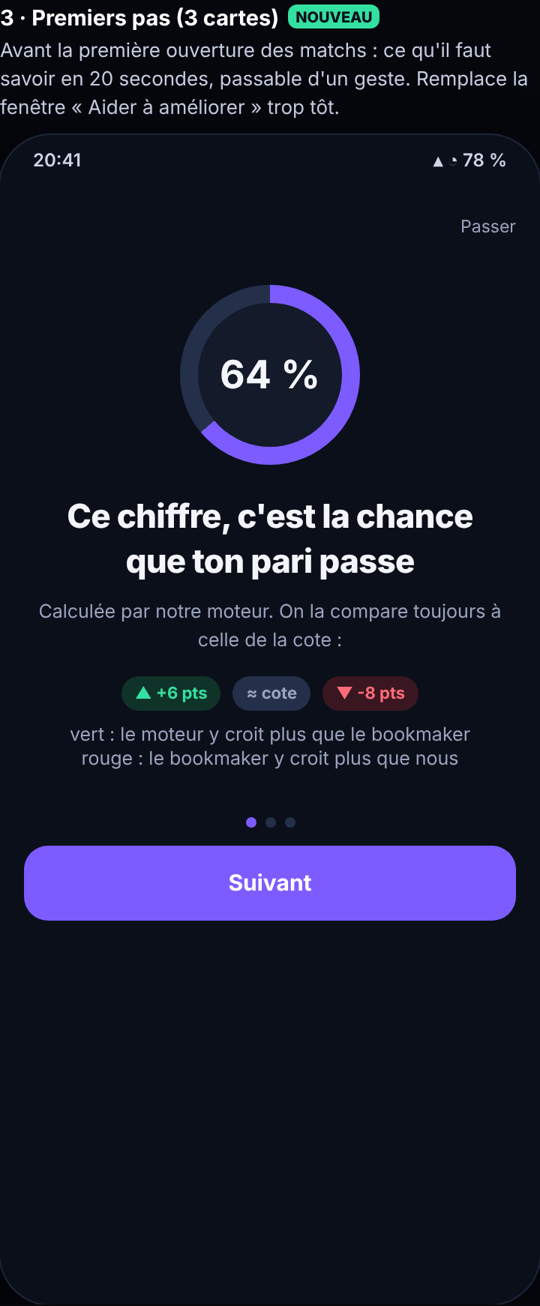 3 · Premiers pas (3 cartes) NOUVEAU
Avant la première ouverture des matchs : ce qu'il faut
savoir en 20 secondes, passable d'un geste. Remplace la
fenêtre « Aider à améliorer » trop tôt.
20:41 ▲ 78 %
Passer
64 %
Ce chiffre, c'est la chance
que ton pari passe
Calculée par notre moteur. On la compare toujours à
celle de la cote :
▲ +6 pts ≈ cote ▼ -8 pts
vert : le moteur y croit plus que le bookmaker
rouge : le bookmaker y croit plus que nous
Suivant